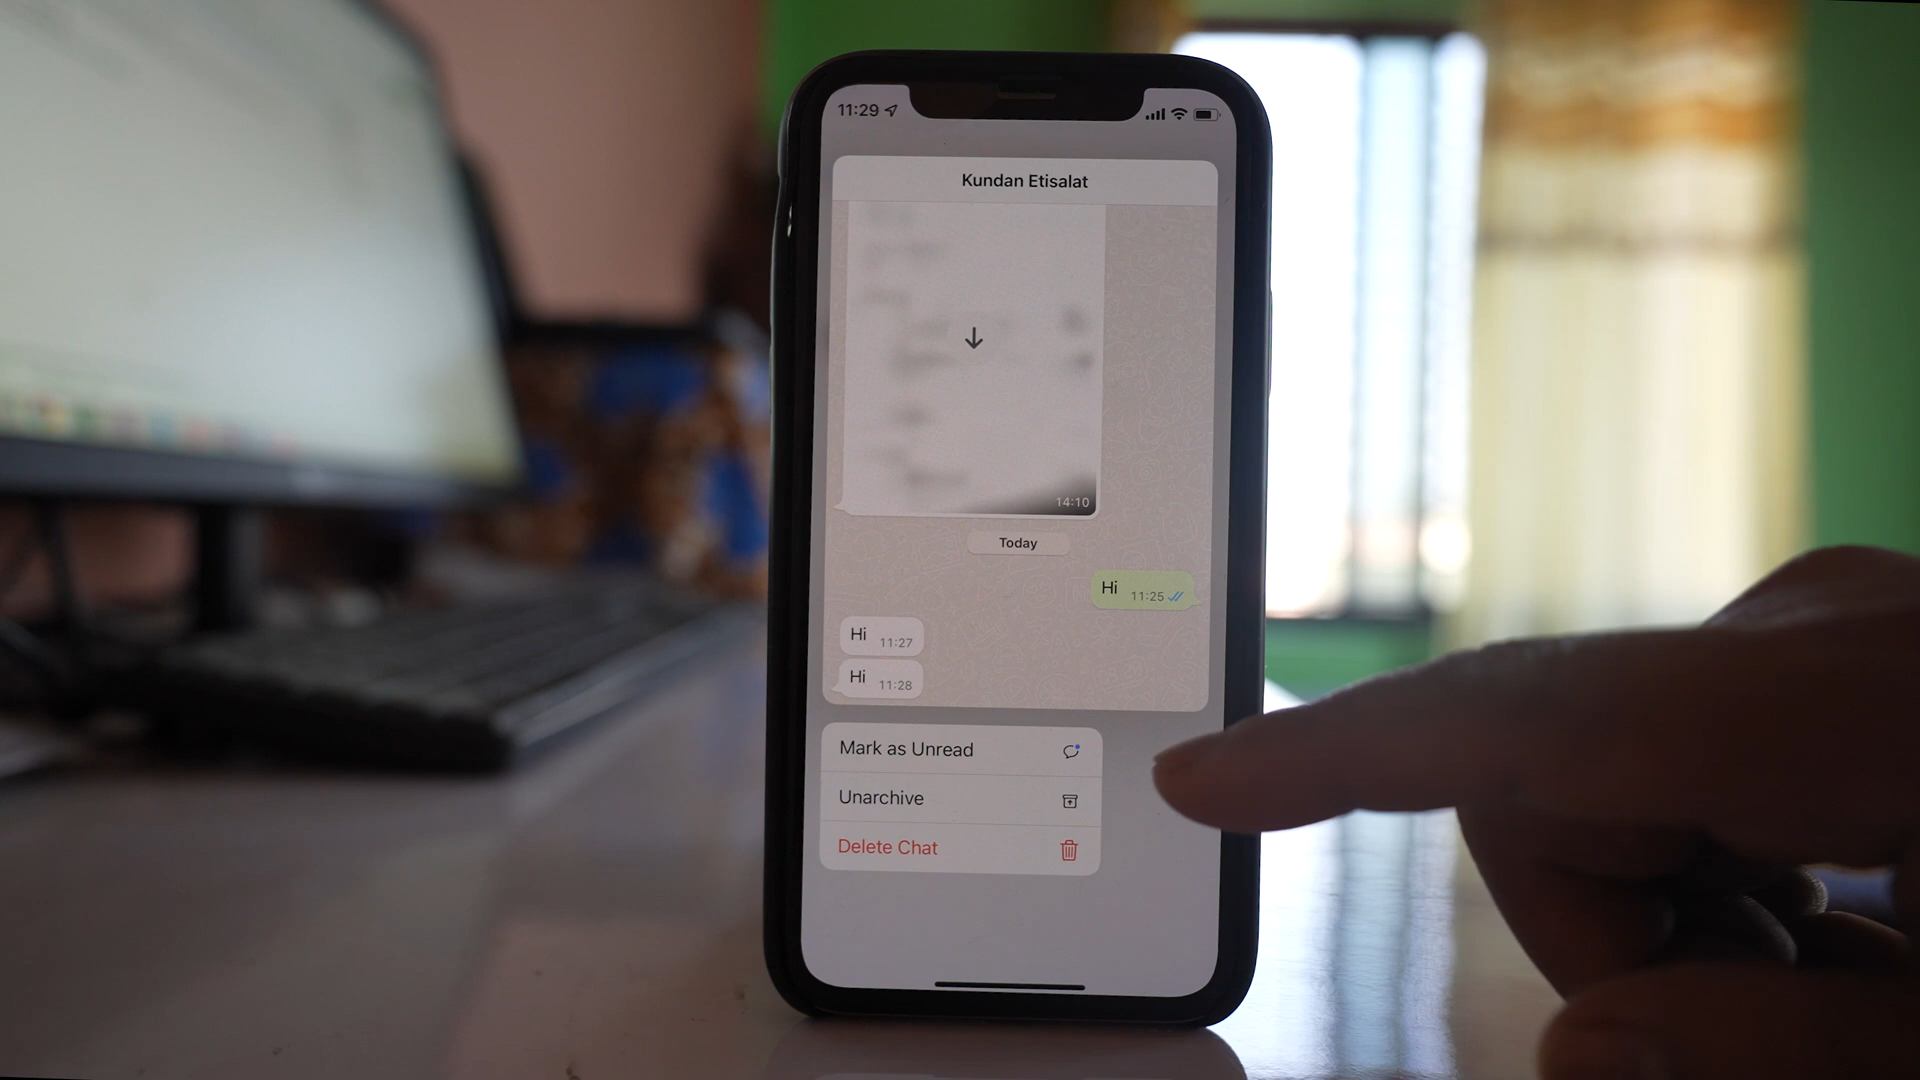 11:29
Kundan Etisalat
14:10
Today
Hi 11:25
Hi 11:27
Hi 11:28
Mark as Unread
Unarchive
Delete Chat